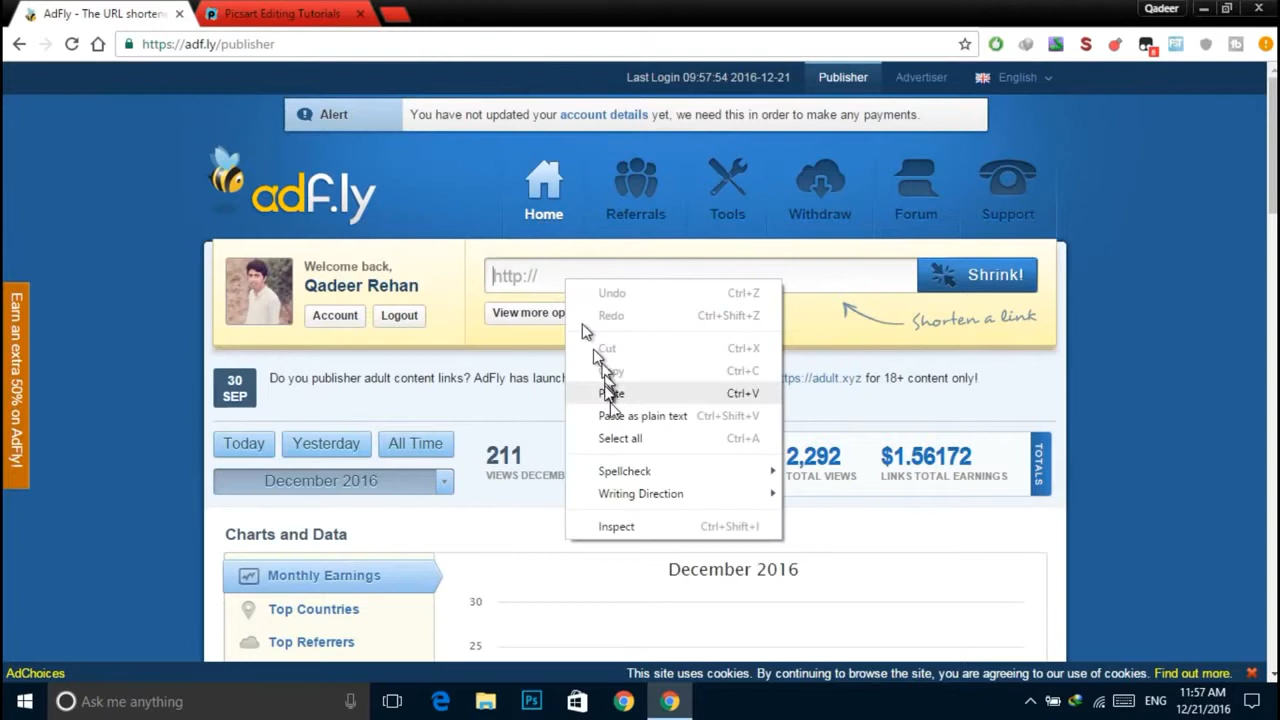 AdFly - The URL shortene
Picsart Editing Tutorials
Qadeer
https://adf.ly/publisher
Last Login 09:57:54 2016-12-21
Publisher
Advertiser
English
Alert
You have not updated your account details yet, we need this in order to make any payments.
adf.ly
Home
Referrals
Tools
Withdraw
Forum
Support
Welcome back,
Qadeer Rehan
Account
Logout
http://
Shrink!
View more op
Shorten a link
Undo Ctrl+Z
Redo Ctrl+Shift+Z
Cut Ctrl+X
Ctrl+C
Ctrl+V
Paste as plain text Ctrl+Shift+V
Select all Ctrl+A
Spellcheck
Writing Direction
Inspect Ctrl+Shift+I
Earn an extra 50% on AdFly!
30
SEP
Do you publisher adult content links? AdFly has launc
ttps://adult.xyz for 18+ content only!
Today
Yesterday
All Time
December 2016
211
VIEWS DECEMB
2,292
TOTAL VIEWS
$1.56172
LINKS TOTAL EARNINGS
TOTALS
Charts and Data
Monthly Earnings
Top Countries
Top Referrers
December 2016
30
25
AdChoices
This site uses cookies. By continuing to browse the site, you are agreeing to our use of cookies. Find out more.
Ask me anything
ENG
11:57 AM
12/21/2016